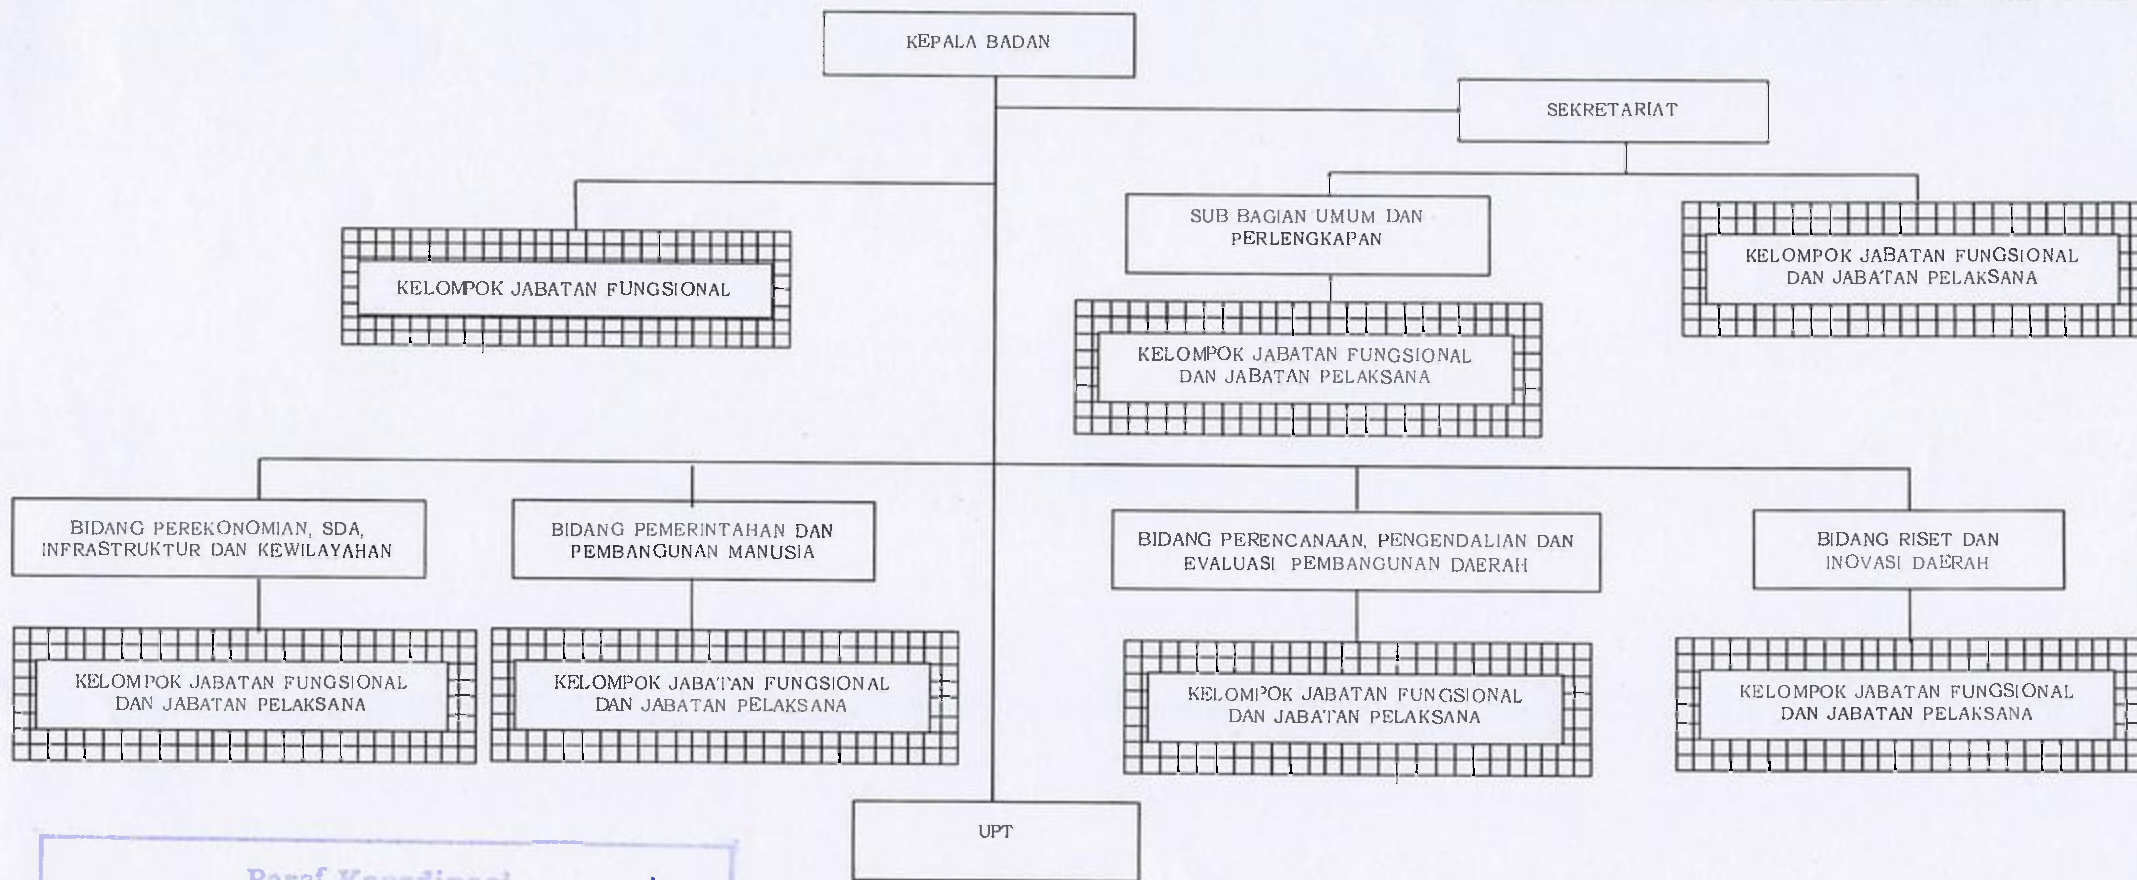 KEPALA BADAN
SEKRETARIAT
SUB BAGIAN UMUM DAN
PERLENGKAPAN
KELOMPOK JABATAN FUNGSIONAL
DAN JABATAN PELAKSANA
KELOMPOK JABATAN FUNGSIONAL
KELOMPOK JABATAN FUNGSIONAL
DAN JABATAN PELAKSANA
BIDANG PEREKONOMIAN, SDA,
INFRASTRUKTUR DAN KEWILAYAHAN
BIDANG PEMERINTAHAN DAN
PEMBANGUNAN MANUSIA
BIDANG PERENCANAAN, PENGENDALIAN DAN
EVALUASI PEMBANGUNAN DAERAH
BIDANG RISET DAN
INOVASI DAERAH
KELOMPOK JABATAN FUNGSIONAL
DAN JABATAN PELAKSANA
KELOMPOK JABATAN FUNGSIONAL
DAN JABATAN PELAKSANA
KELOMPOK JABATAN FUNGSIONAL
DAN JABATAN PELAKSANA
KELOMPOK JABATAN FUNGSIONAL
DAN JABATAN PELAKSANA
UPT
Paraf Koordinasi